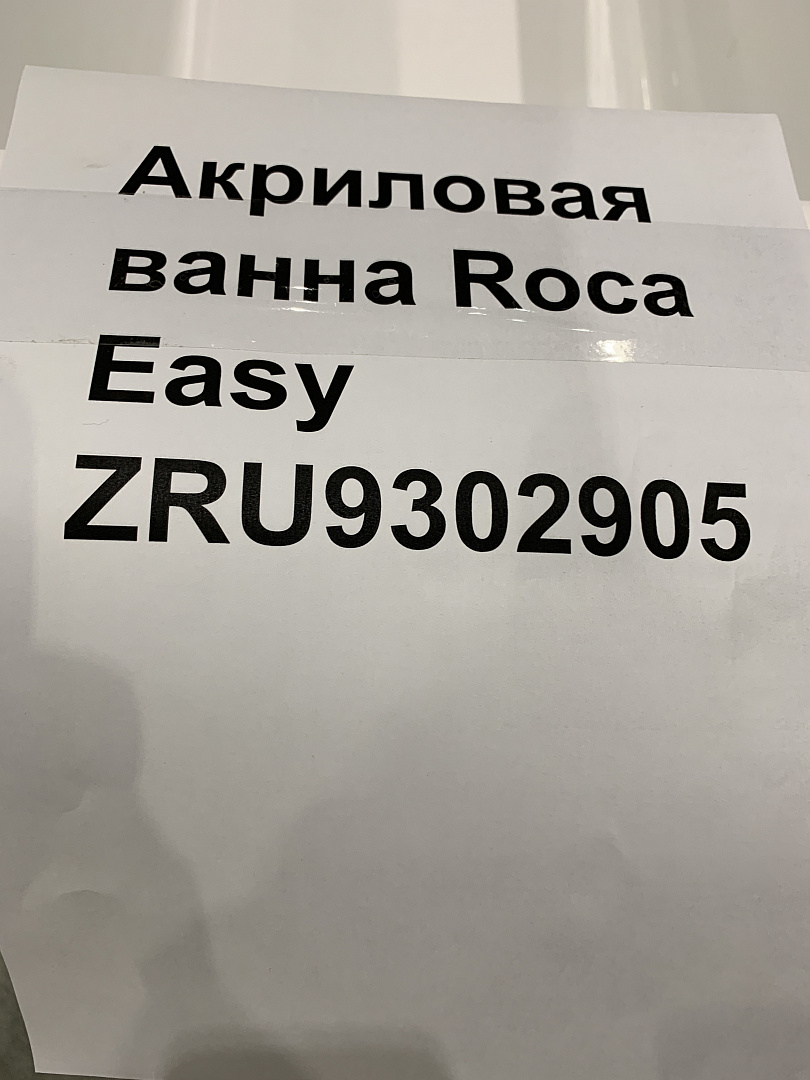 Акриловая
ванна Roca
Easy
ZRU9302905